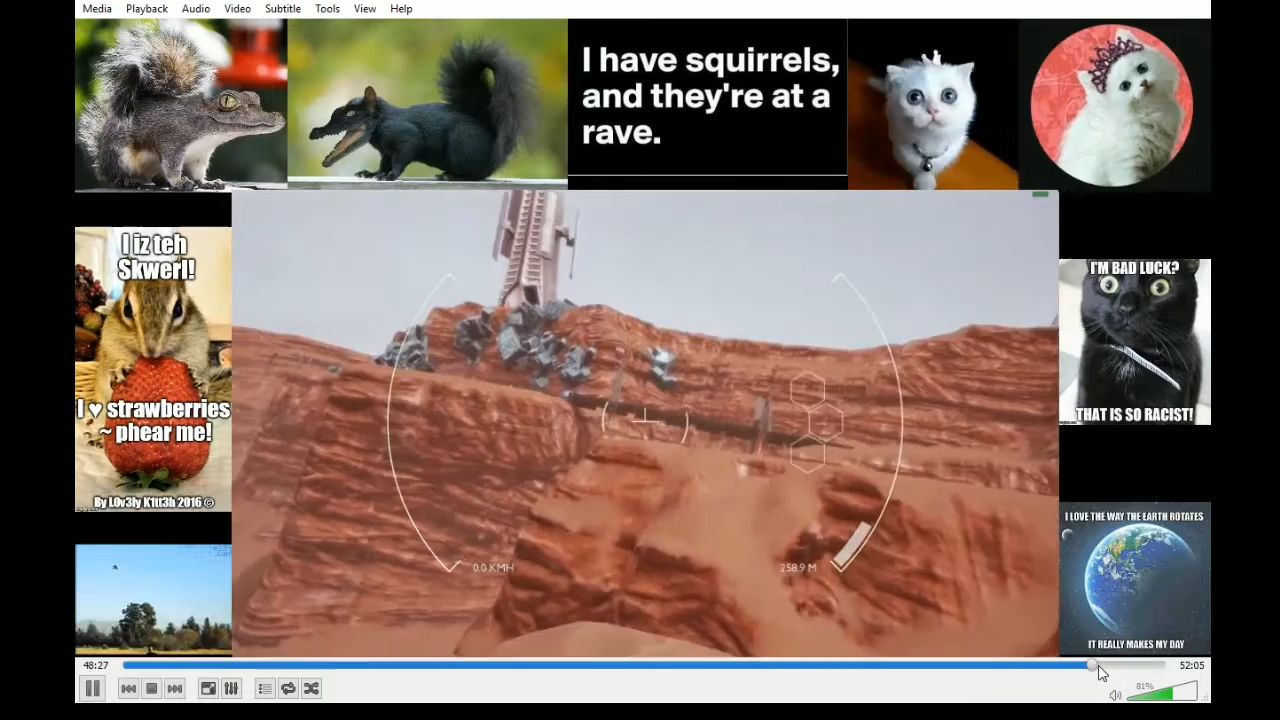 Media Playback Audio Video Subtitle Tools View Help
I have squirrels,
and they're at a
rave.
I iz teh
Skwerl!
I ♥ strawberries
~ phear me!
By L0v3ly K1tt3h 2016 ©
I'M BAD LUCK?
THAT IS SO RACIST!
0.0 KMH
258.9 M
I LOVE THE WAY THE EARTH ROTATES
IT REALLY MAKES MY DAY
48:27
52:05
81%